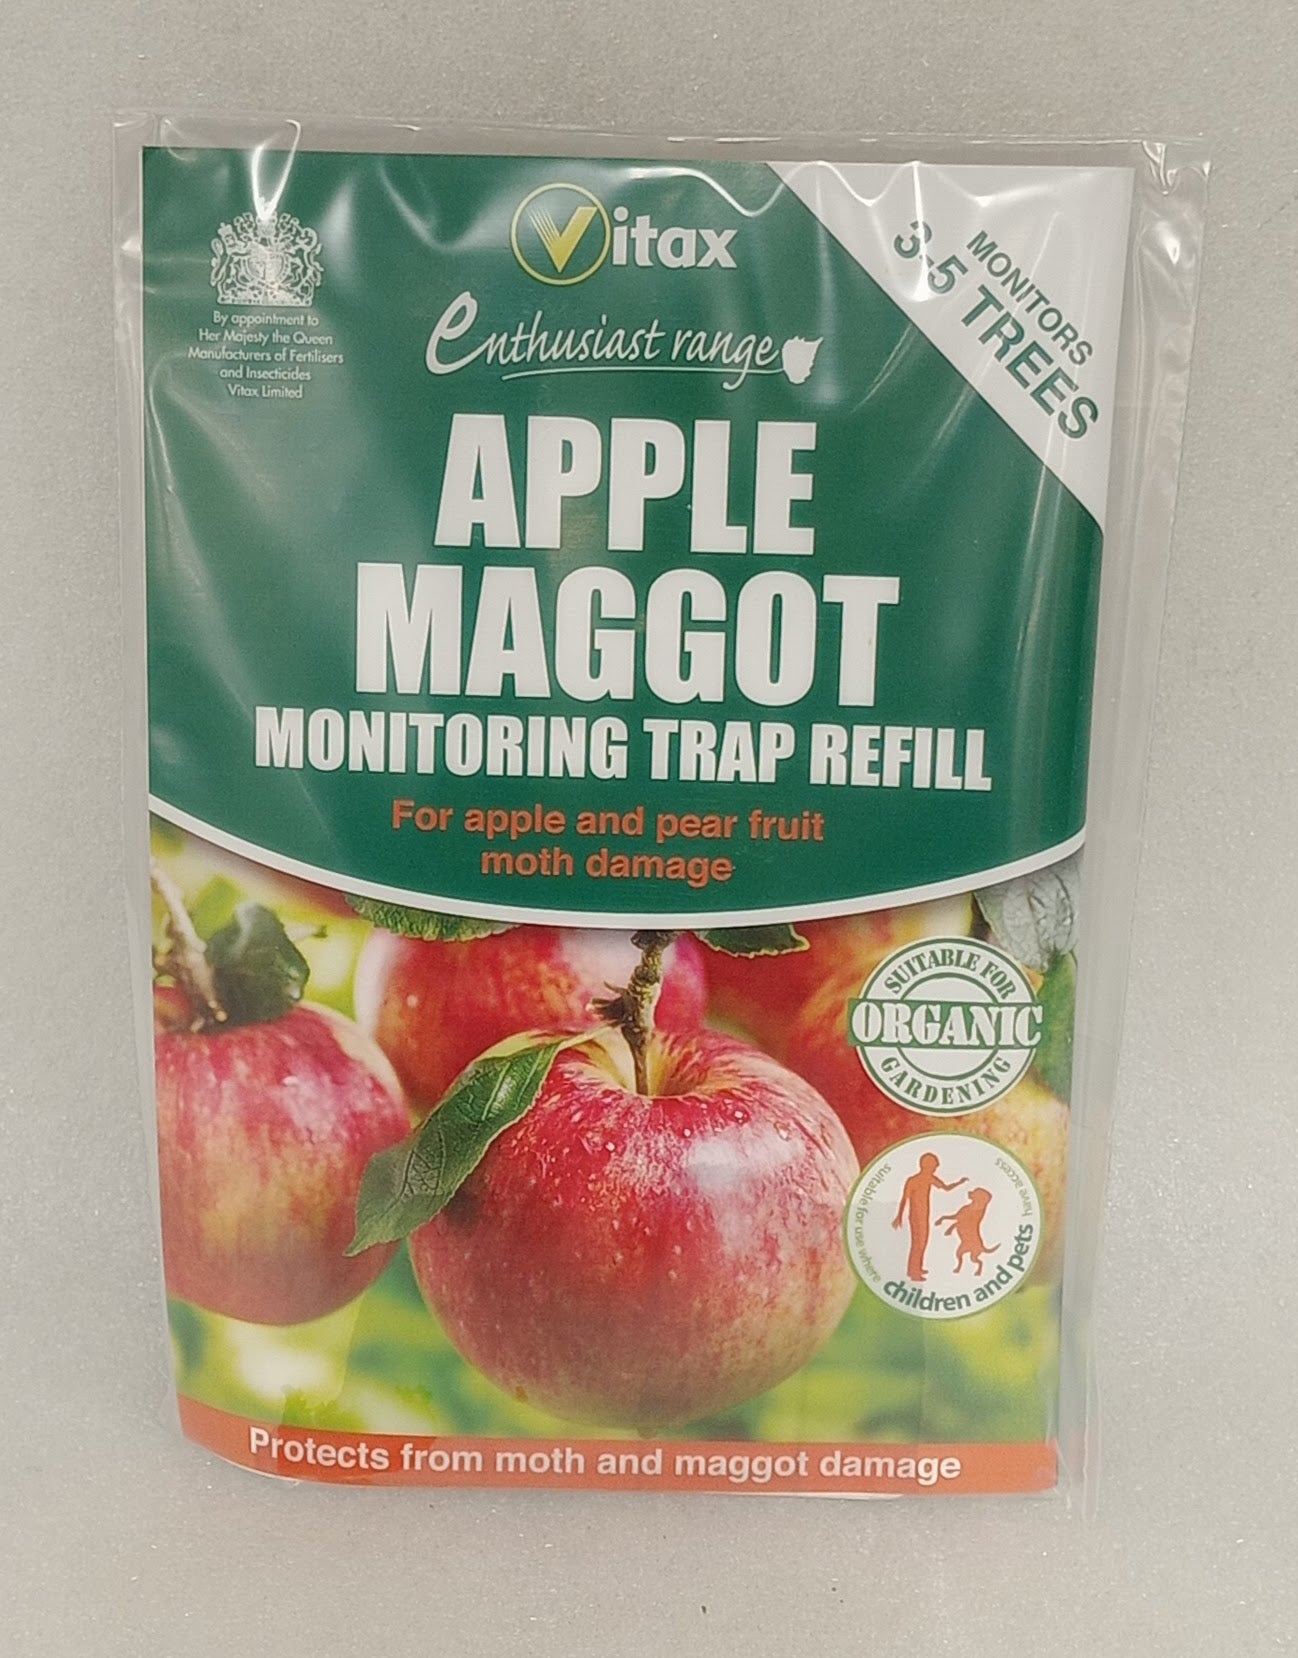 Vitax
By appointment to
Her Majesty the Queen
Manufacturers of Fertilisers
and Insecticides
Vitax Limited
Enthusiast range
MONITORS
3-5 TREES
APPLE
MAGGOT
MONITORING TRAP REFILL
For apple and pear fruit
moth damage
SUITABLE FOR
ORGANIC
GARDENING
suitable for use where
children and pets
have access
Protects from moth and maggot damage